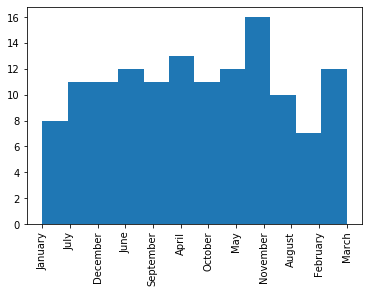 16
14
12
10
8
6
4
2
0
January
July
December
June
September
April
October
May
November
August
February
March